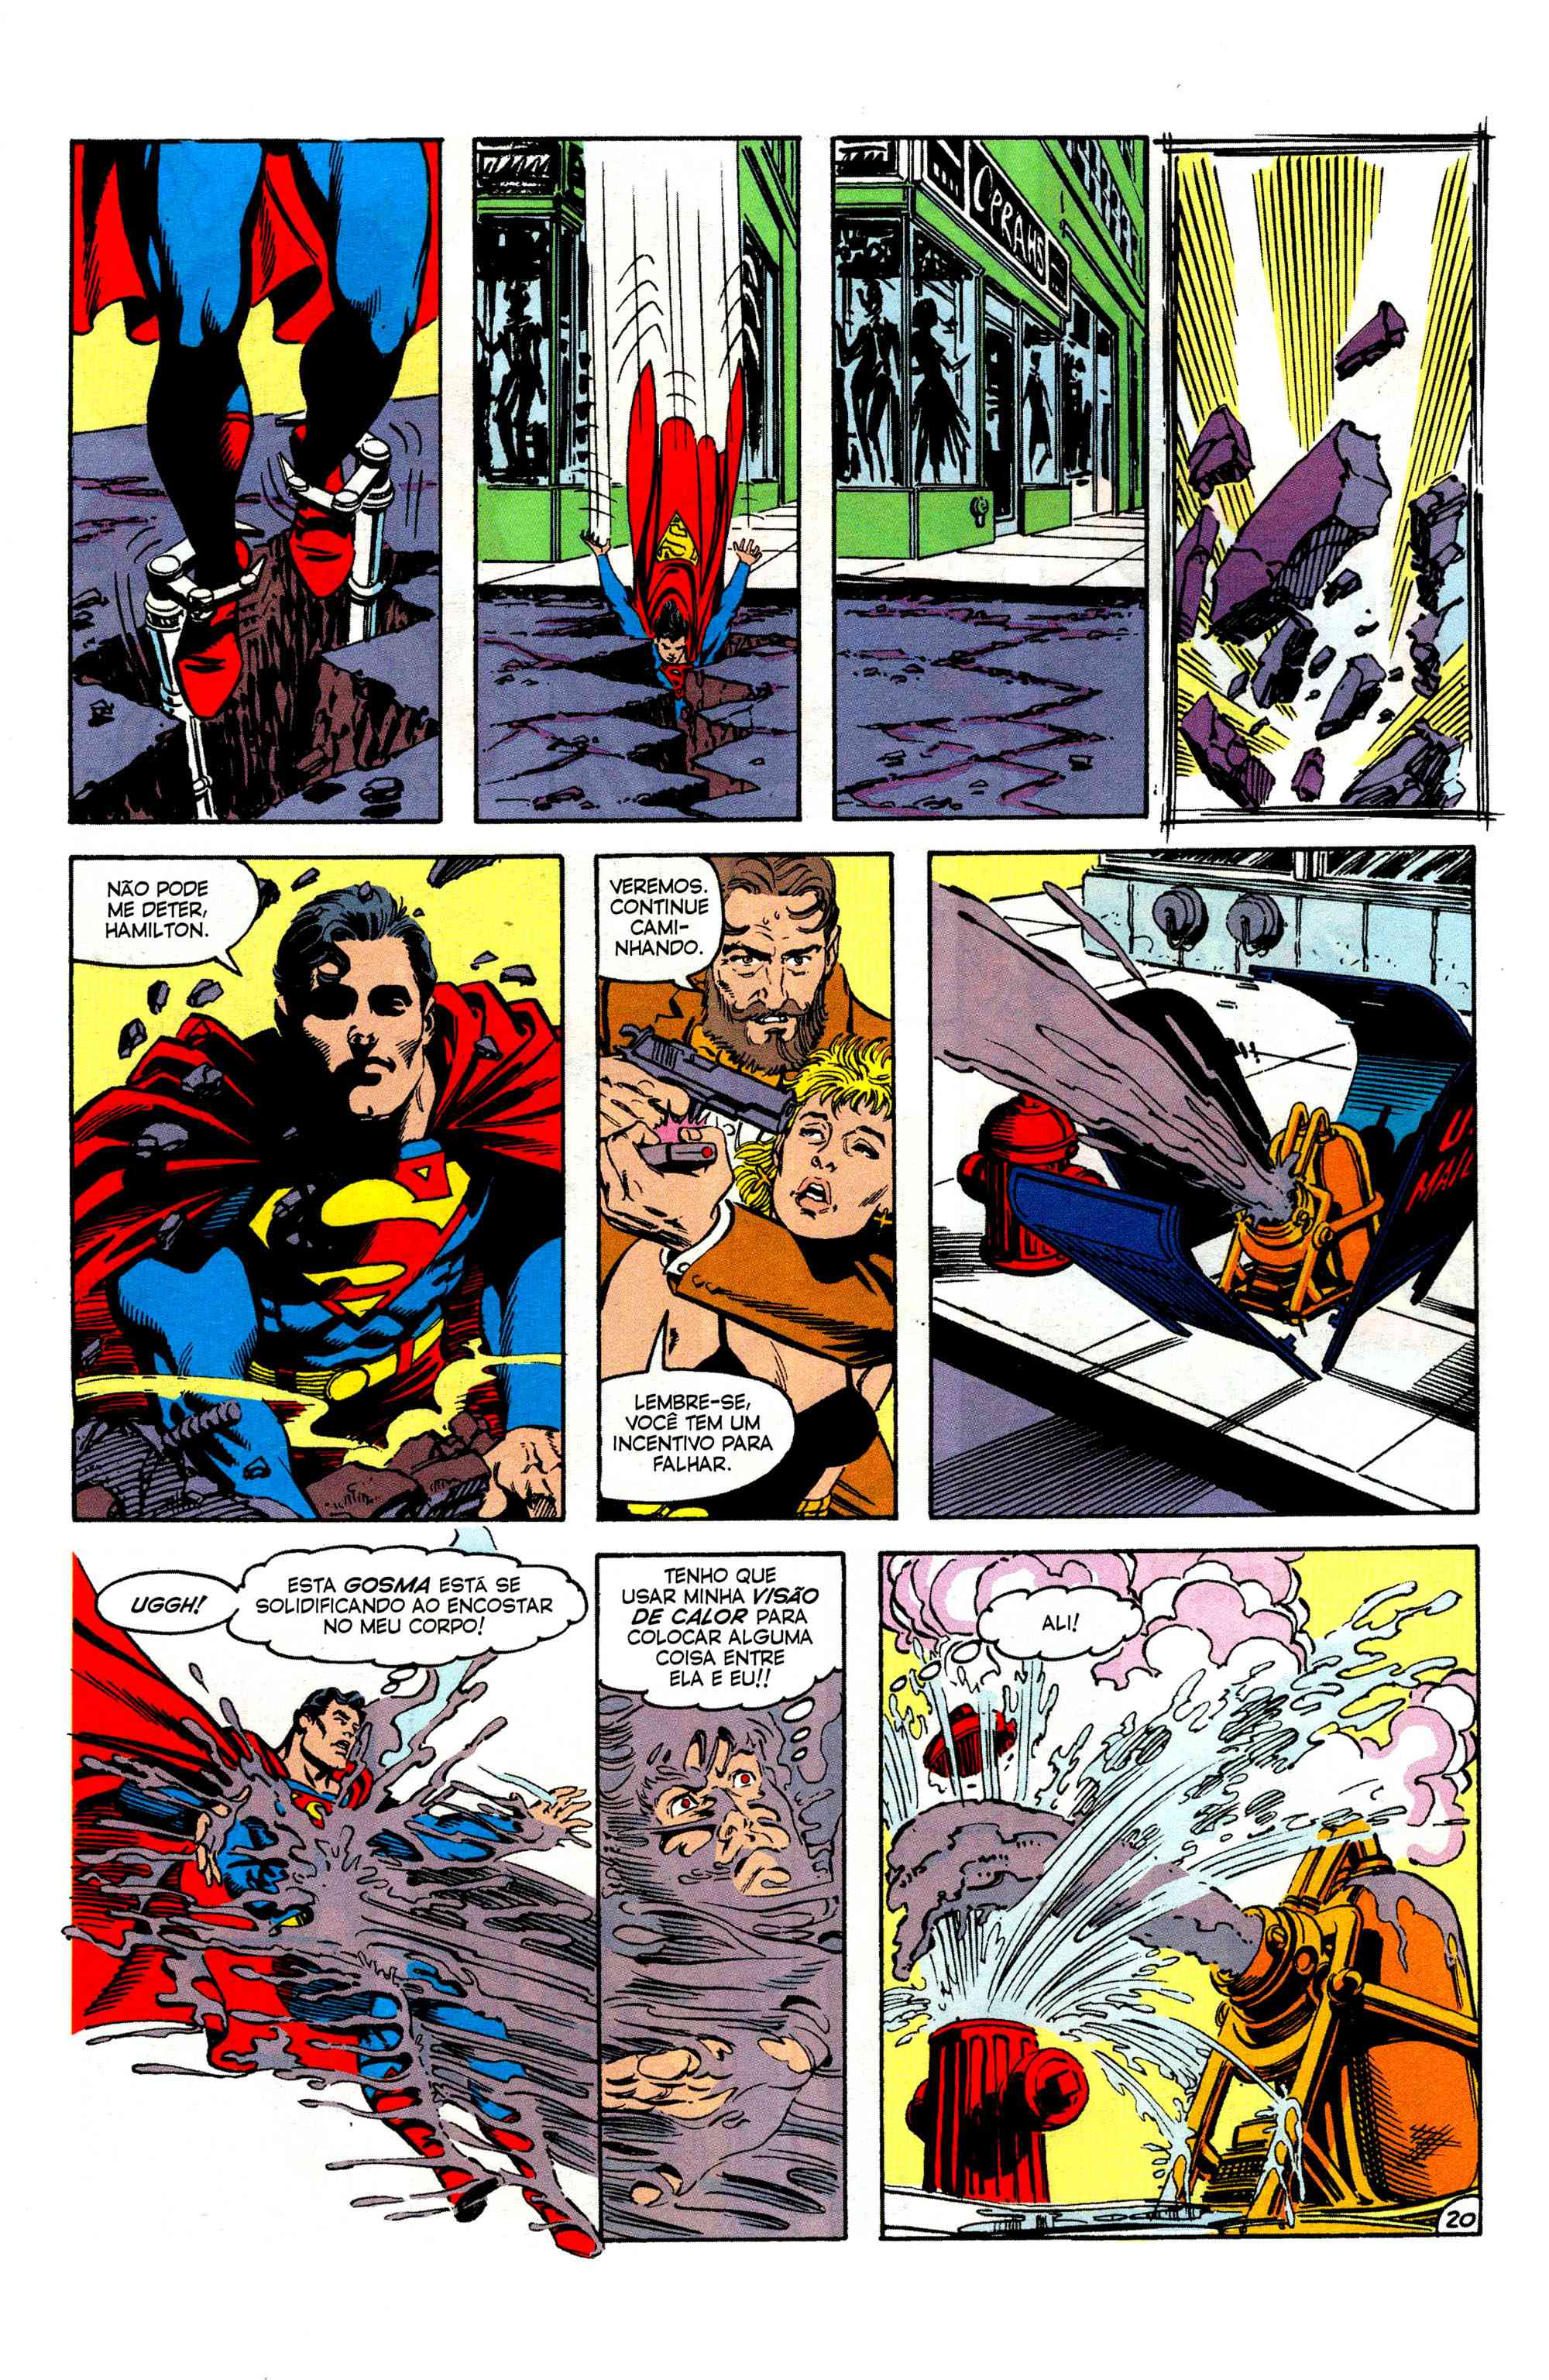 C'PRAHS
NÃO PODE
ME DETER,
HAMILTON.
VEREMOS.
CONTINUE
CAMI-
NHANDO.
LEMBRE-SE,
VOCÊ TEM UM
INCENTIVO PARA
FALHAR.
U.
MAIL
UGGH!
ESTA GOSMA ESTÁ SE
SOLIDIFICANDO AO ENCOSTAR
NO MEU CORPO!
TENHO QUE
USAR MINHA VISÃO
DE CALOR PARA
COLOCAR ALGUMA
COISA ENTRE
ELA E EU!!
ALI!
20